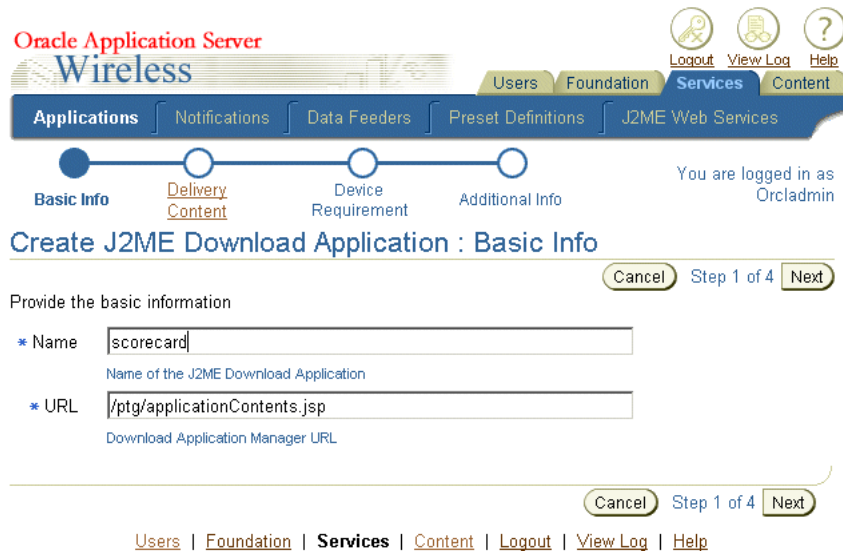 Oracle Application Server
Wireless
Logout View Log Help
Users Foundation Services Content
Applications Notifications Data Feeders Preset Definitions J2ME Web Services
Basic Info Delivery Content Device Requirement Additional Info
You are logged in as Orcladmin
Create J2ME Download Application : Basic Info
Cancel Step 1 of 4 Next
Provide the basic information
* Name scorecard
Name of the J2ME Download Application
* URL /ptg/applicationContents.jsp
Download Application Manager URL
Cancel Step 1 of 4 Next
Users | Foundation | Services | Content | Logout | View Log | Help